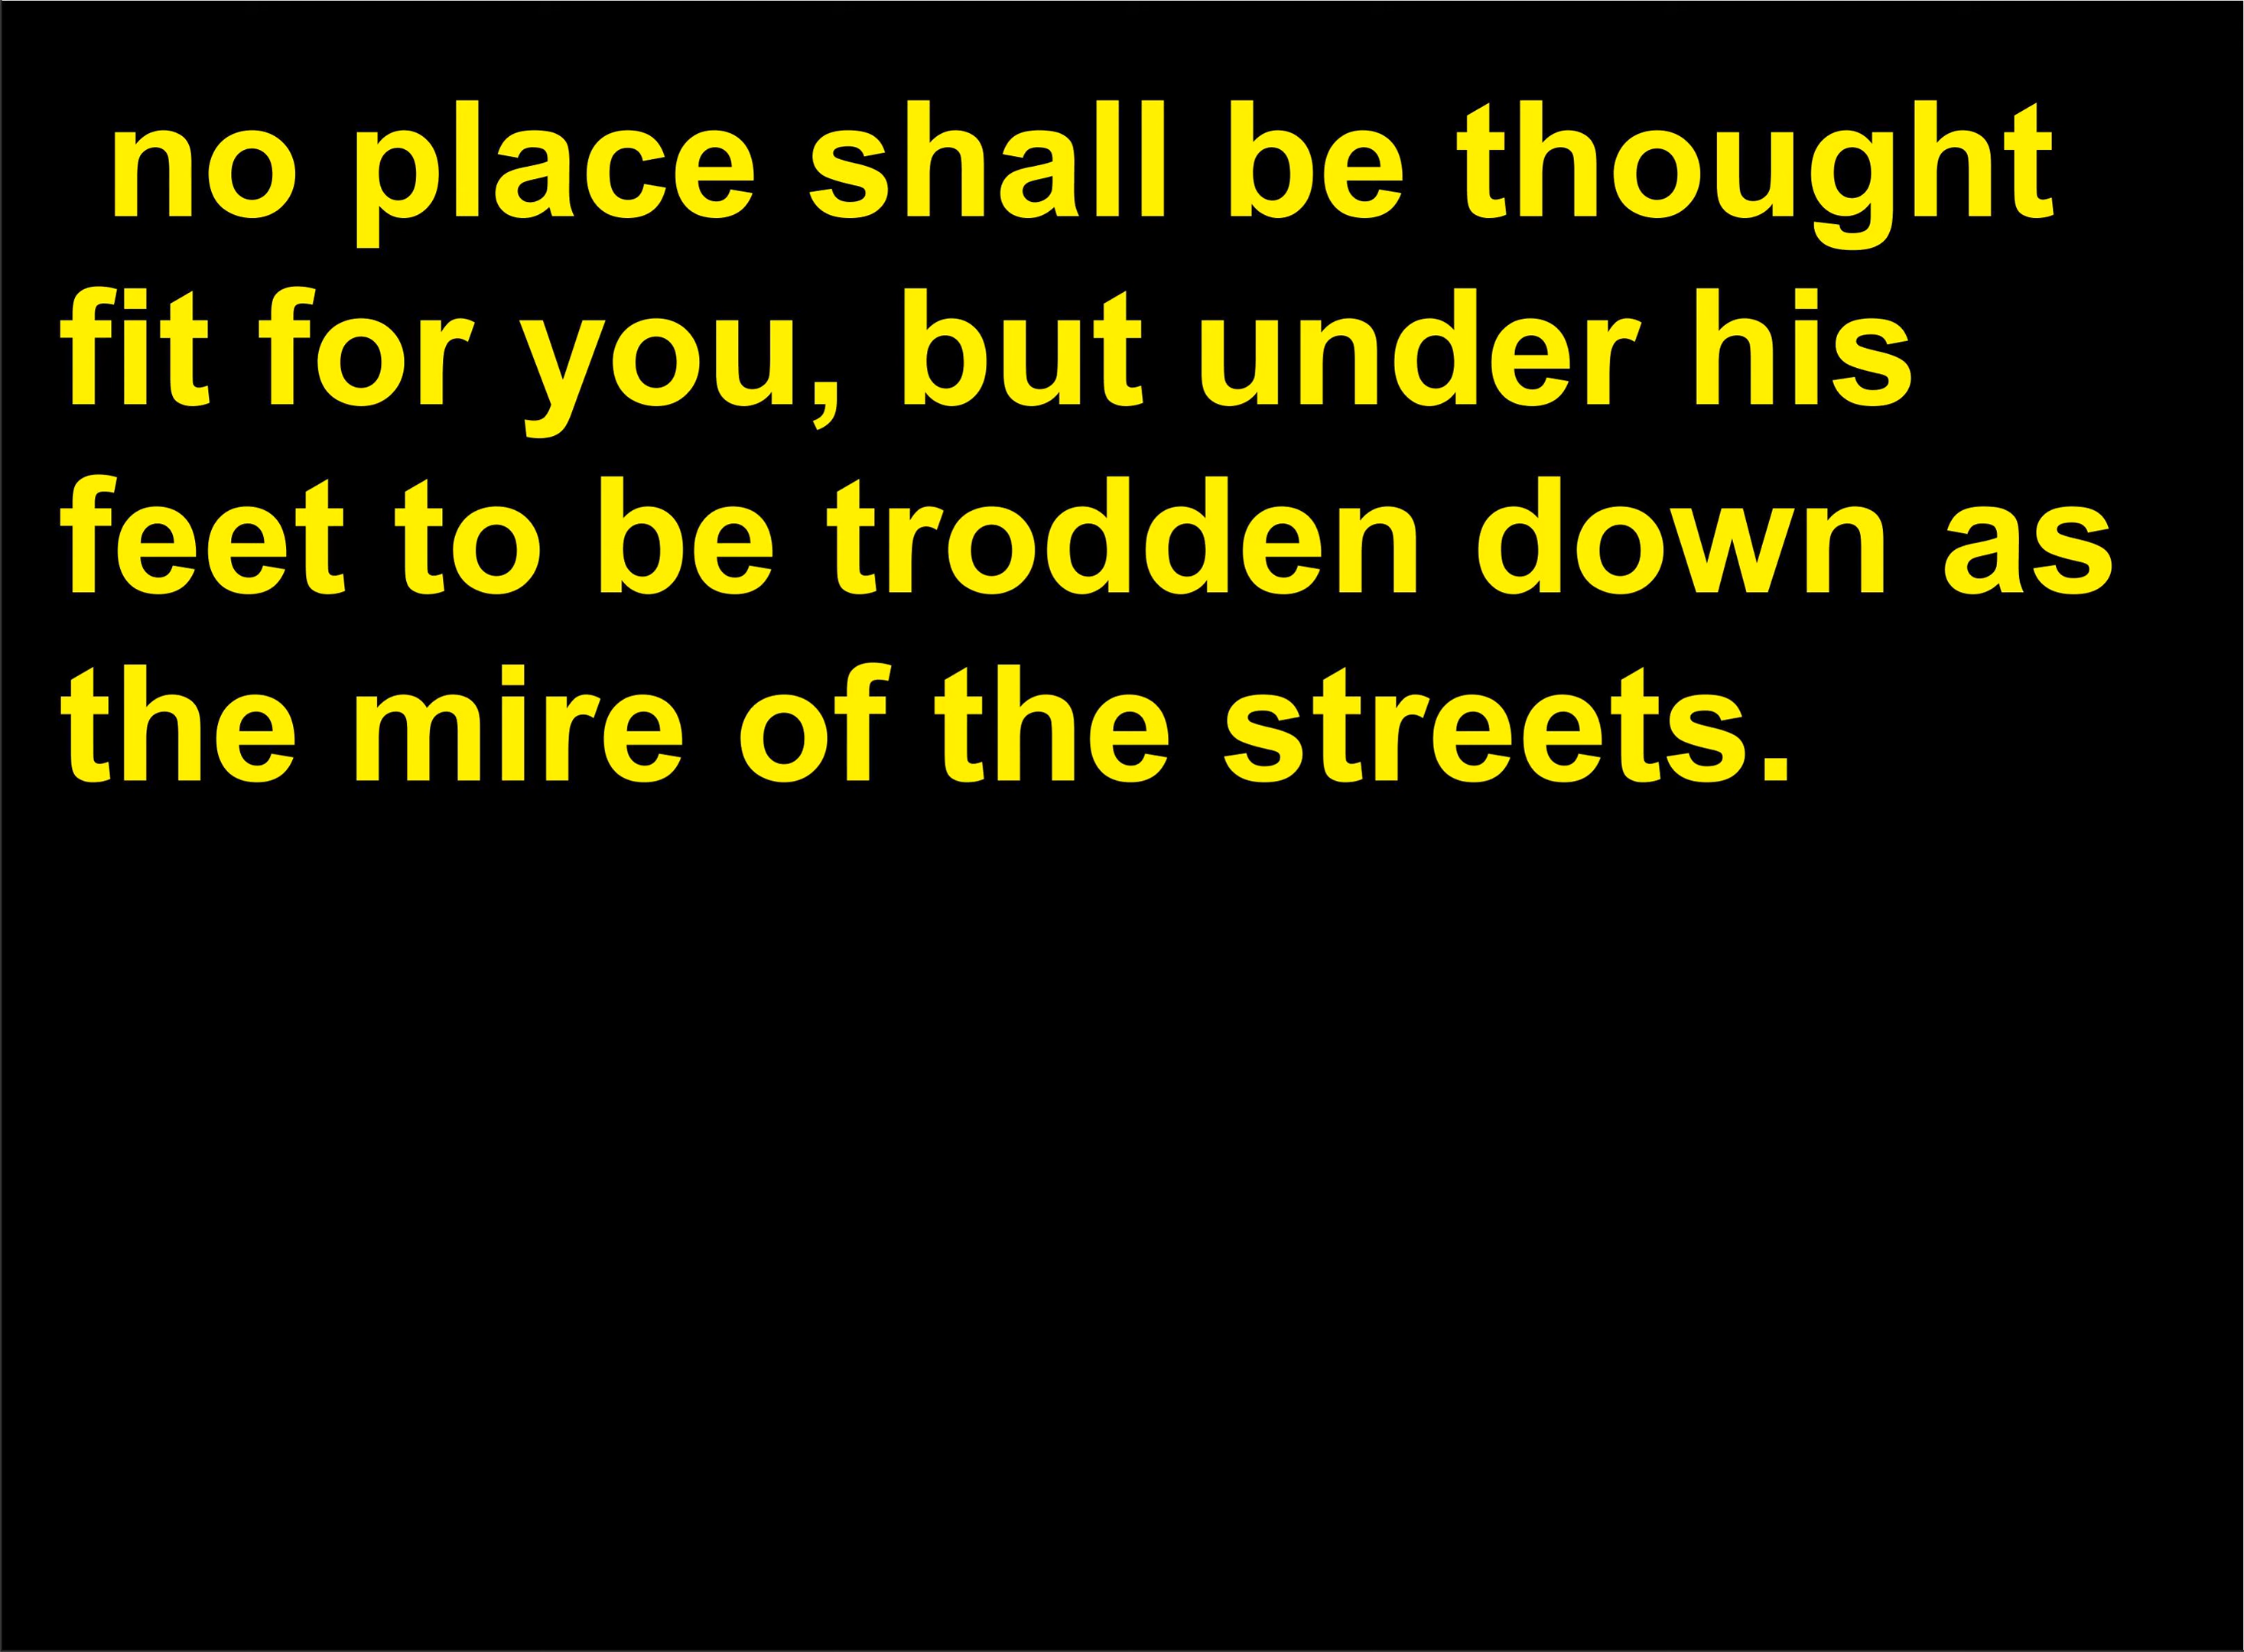 no place shall be thought
fit for you, but under his
feet to be trodden down as
the mire of the streets.